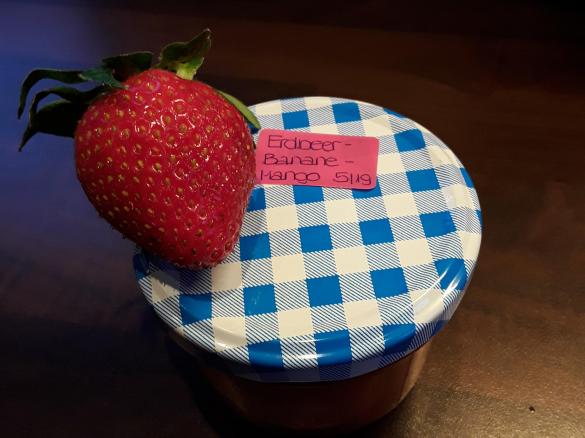 Erdbeer-
Banane-
Mango 5|19